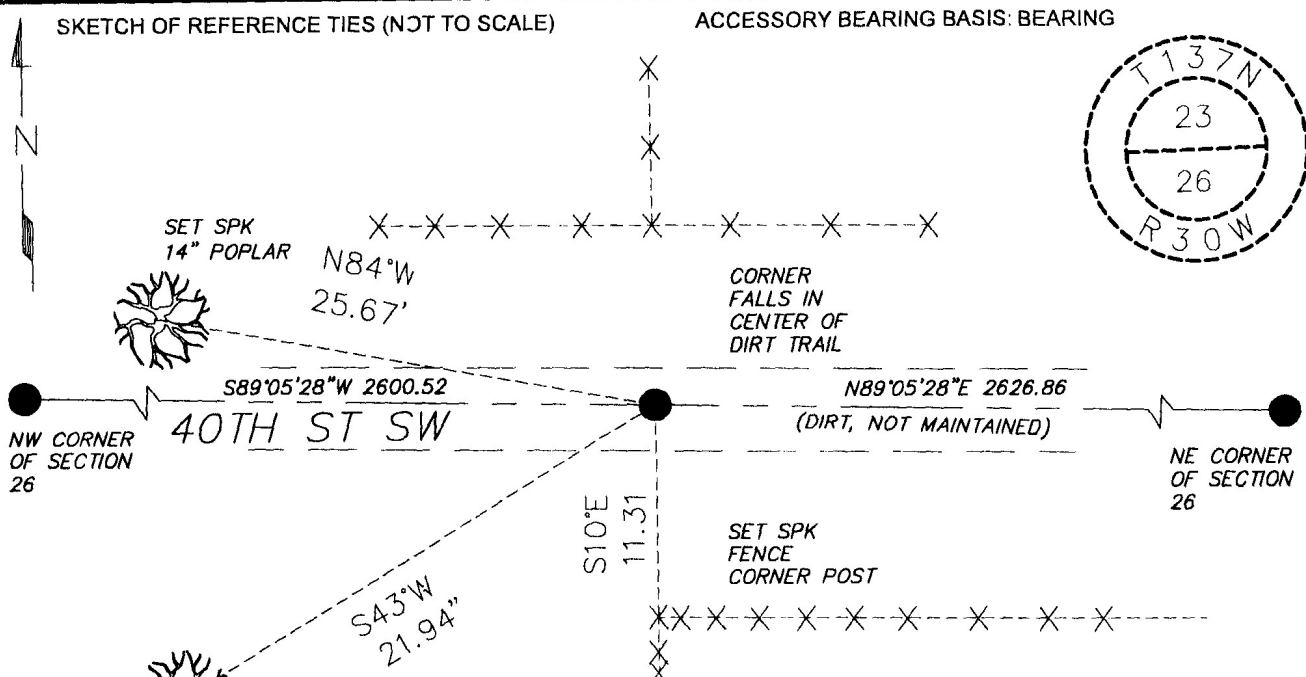 SKETCH OF REFERENCE TIES (NOT TO SCALE)
ACCESSORY BEARING BASIS: BEARING
T137N
23
26
R30W
N
SET SPK
14" POPLAR
N84°W
25.67'
CORNER
FALLS IN
CENTER OF
DIRT TRAIL
S89°05'28"W 2600.52
N89°05'28"E 2626.86
40TH ST SW
(DIRT, NOT MAINTAINED)
NW CORNER
OF SECTION
26
NE CORNER
OF SECTION
26
S10°E
11.31
SET SPK
FENCE
CORNER POST
S43°W
21.94"